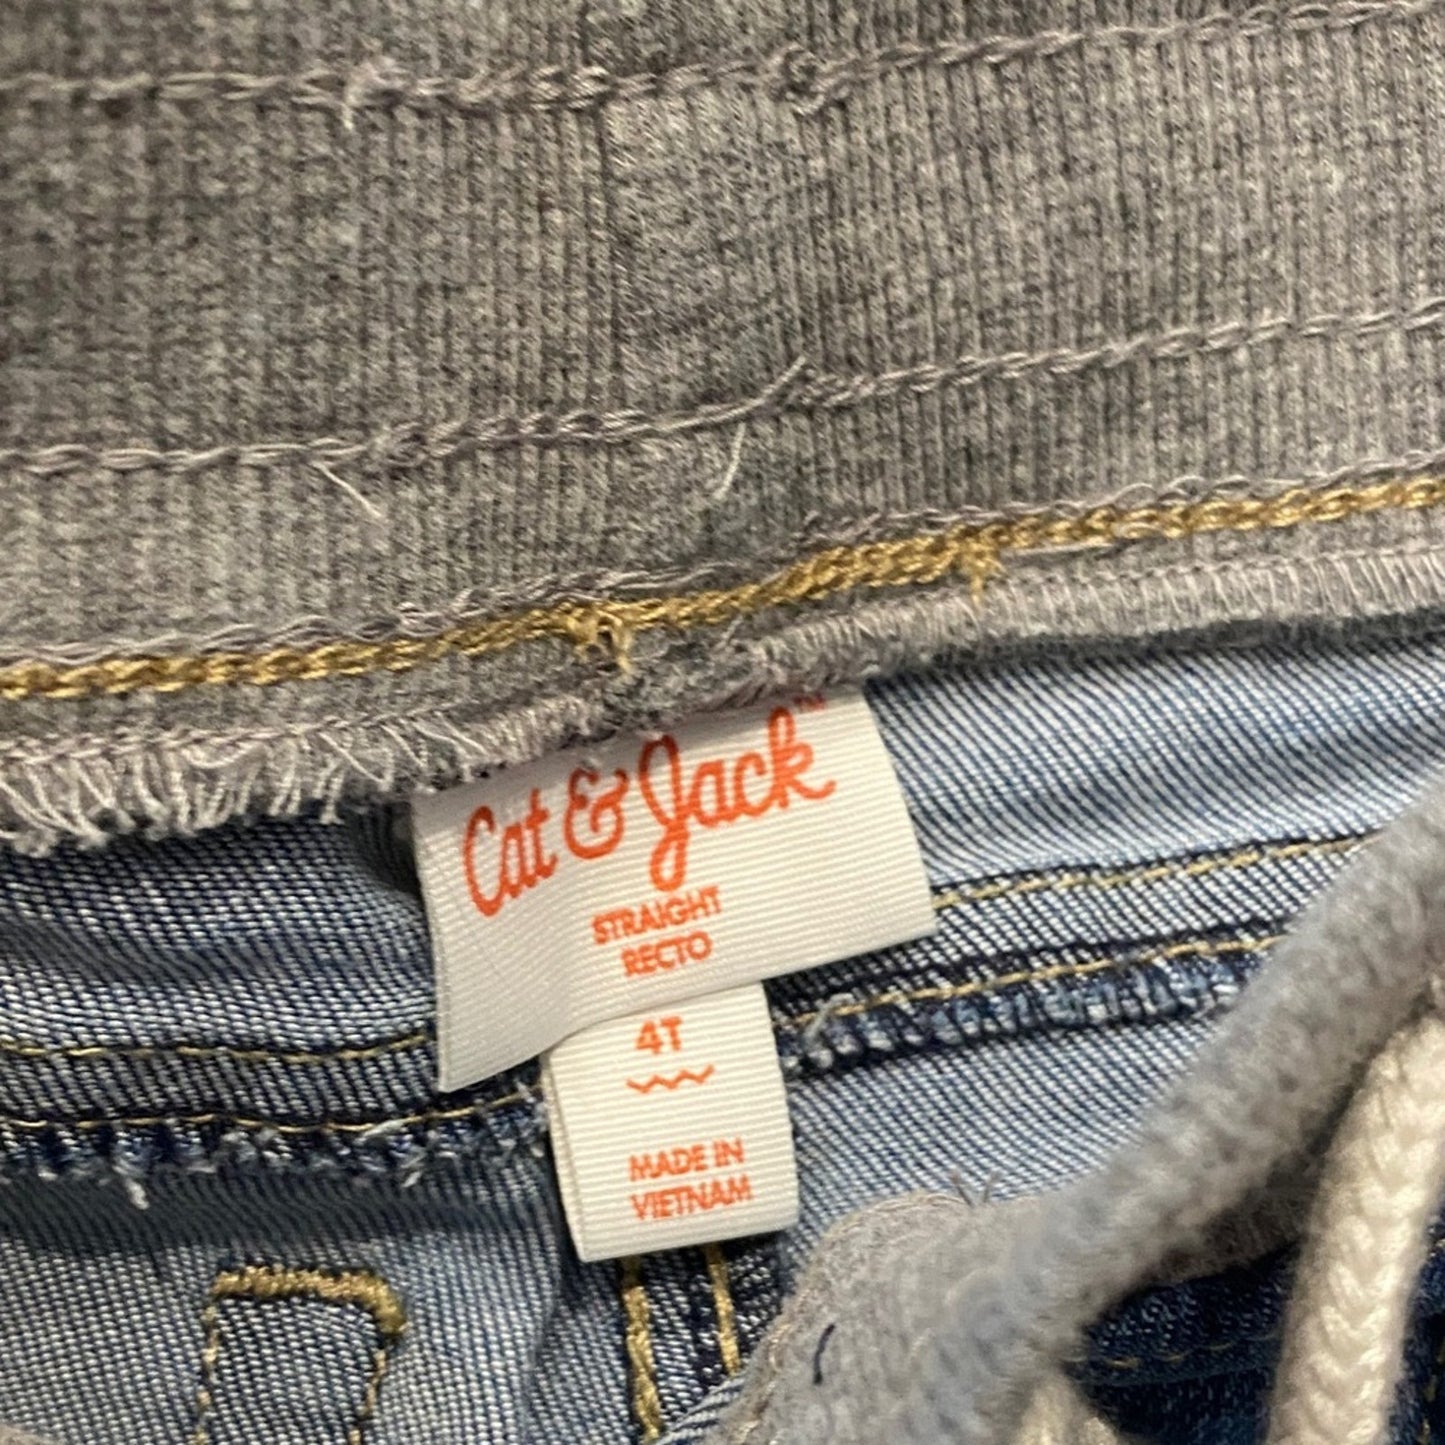 Cat & Jack™
STRAIGHT
RECTO
4T
MADE IN
VIETNAM